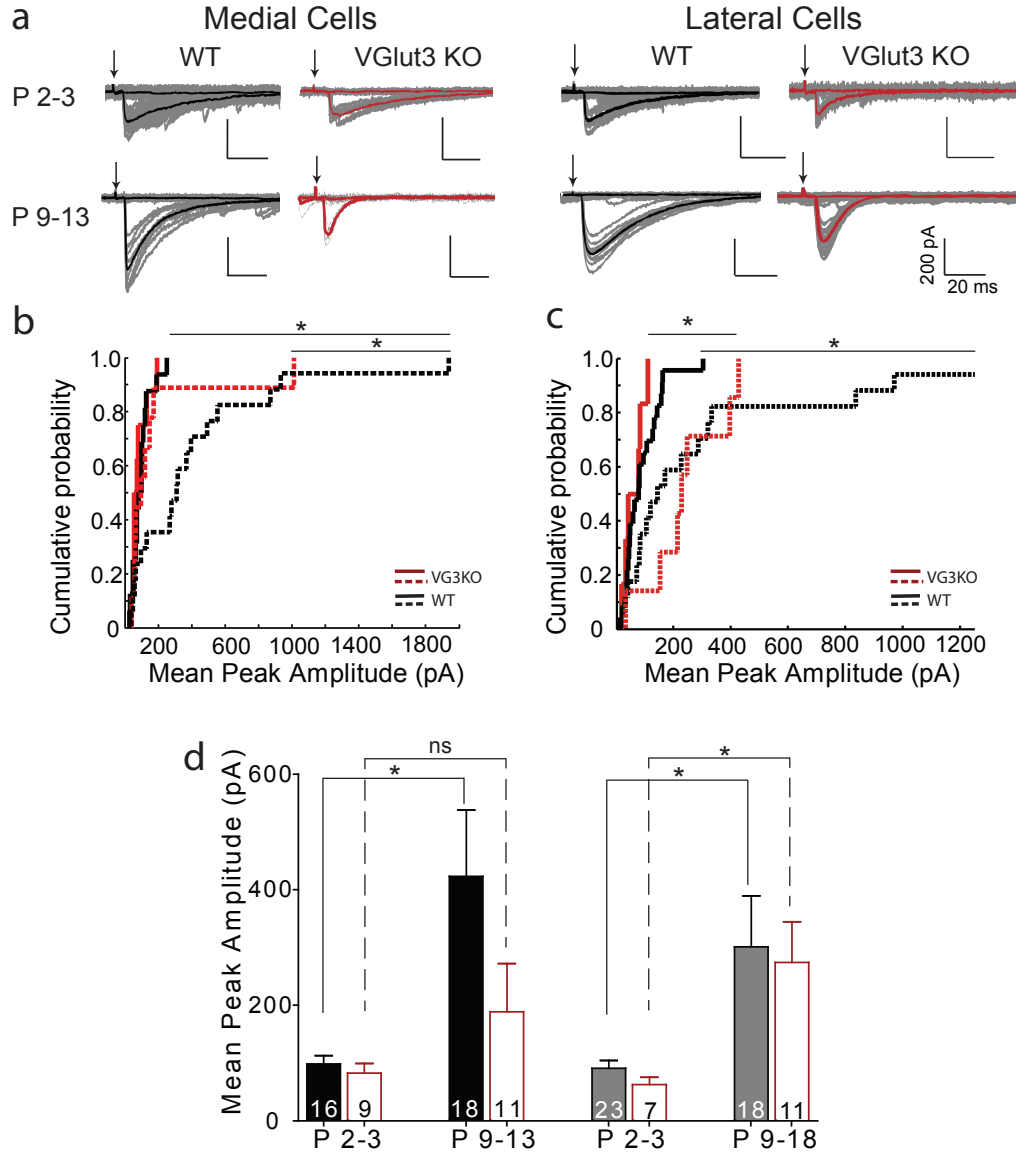 a
Medial Cells
Lateral Cells
WT
VGlut3 KO
WT
VGlut3 KO
P 2-3
P 9-13
200 pA
20 ms
b
*
*
Cumulative probability
1.0
0.8
0.6
0.4
0.2
0
VG3KO
WT
200
600
1000
1400
1800
Mean Peak Amplitude (pA)
c
*
*
Cumulative probability
1.0
0.8
0.6
0.4
0.2
0
VG3KO
WT
200
400
600
800
1000
1200
Mean Peak Amplitude (pA)
d
Mean Peak Amplitude (pA)
600
400
200
0
*
ns
*
*
16
9
18
11
23
7
18
11
P 2-3
P 9-13
P 2-3
P 9-18